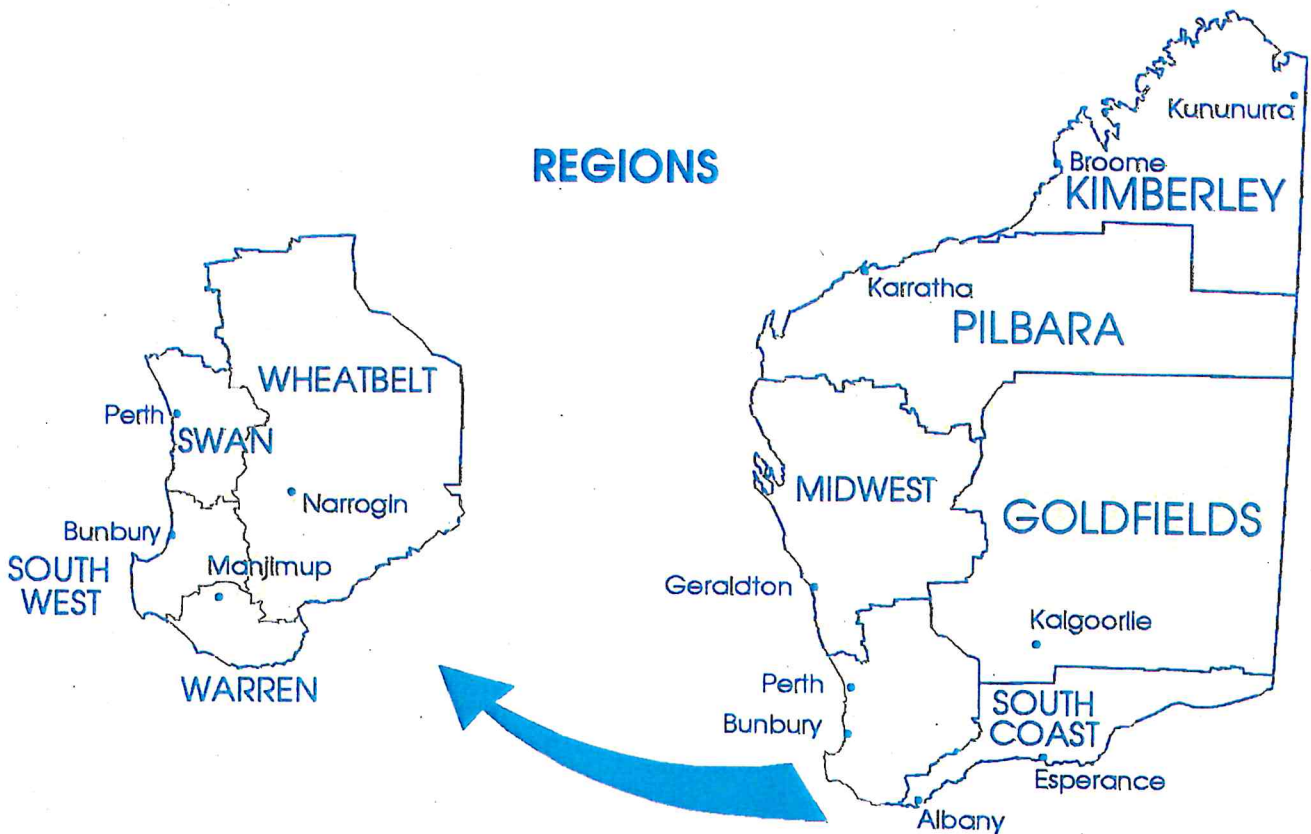 REGIONS
Kununurra
Broome
KIMBERLEY
Karratha
PILBARA
WHEATBELT
Perth
SWAN
Narrogin
Bunbury
SOUTH
WEST
Manjimup
WARREN
MIDWEST
GOLDFIELDS
Geraldton
Kalgoorlie
Perth
Bunbury
SOUTH
COAST
Esperance
Albany